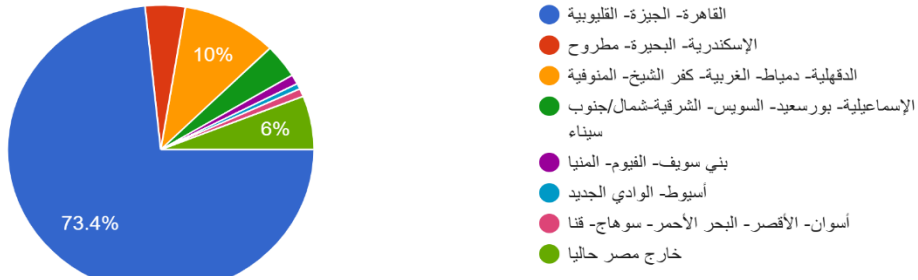 10%
6%
73.4%
القاهرة- الجيزة- القليوبية
الإسكندرية- البحيرة- مطروح
الدقهلية- دمياط- الغربية- كفر الشيخ- المنوفية
الإسماعيلية- بورسعيد- السويس- الشرقية-شمال/جنوب
سيناء
بني سويف- الفيوم- المنيا
أسيوط- الوادي الجديد
أسوان- الأقصر- البحر الأحمر- سوهاج- قنا
خارج مصر حاليا